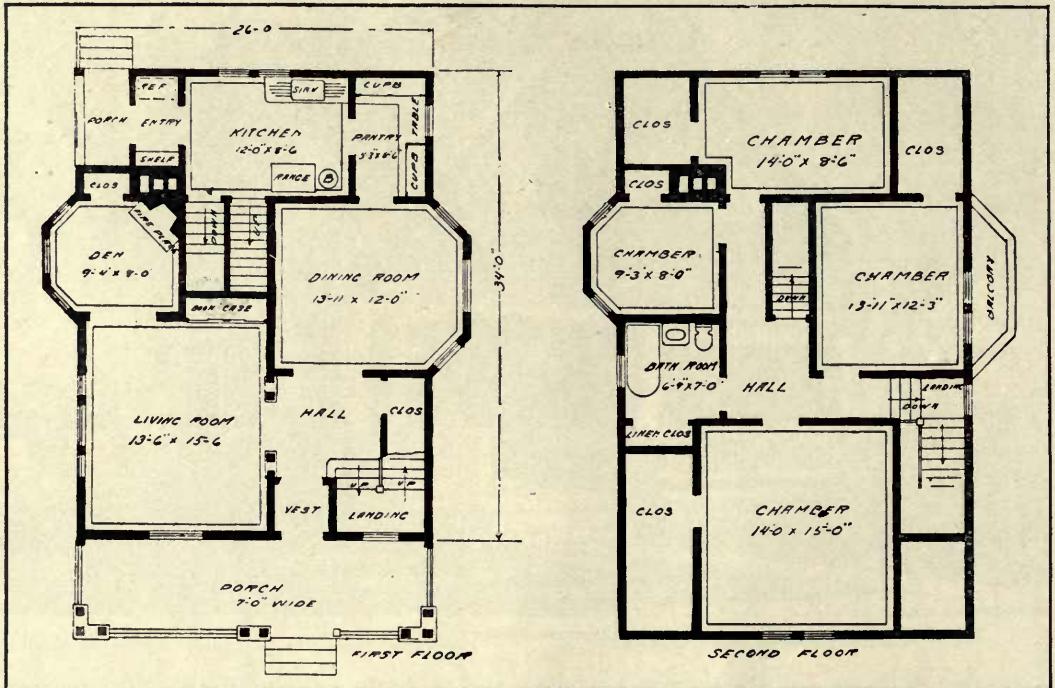 26-0
REF
SINK
CUPB
PORCH
ENTRY
KITCHEN
12'-0" X 8-6
PANTRY
5'3"X8'-6"
TABLE
SHELF
RANGE
B
CUPB
CLOS
FIRE PLACE
DOWN
UP
DEN
9'-4" X 8'-0
DINING ROOM
13-11 X 12'-0"
34'-0"
BOOK CASE
LIVING ROOM
13'-6" X 15'-6
HALL
CLOS
UP
UP
VEST
LANDING
PORCH
7'-0" WIDE
FIRST FLOOR
CLOS
CHAMBER
14'-0" X 8'-6"
CLOS
CLOS
CHAMBER
9'-3" X 8'-0"
DOWN
CHAMBER
13'-11" X 12'-3"
BALCONY
BATH ROOM
6'-9"X7'-0"
HALL
LANDING
DOWN
LINEN CLOS
CLOS
CHAMBER
14'-0 X 15'-0"
SECOND FLOOR